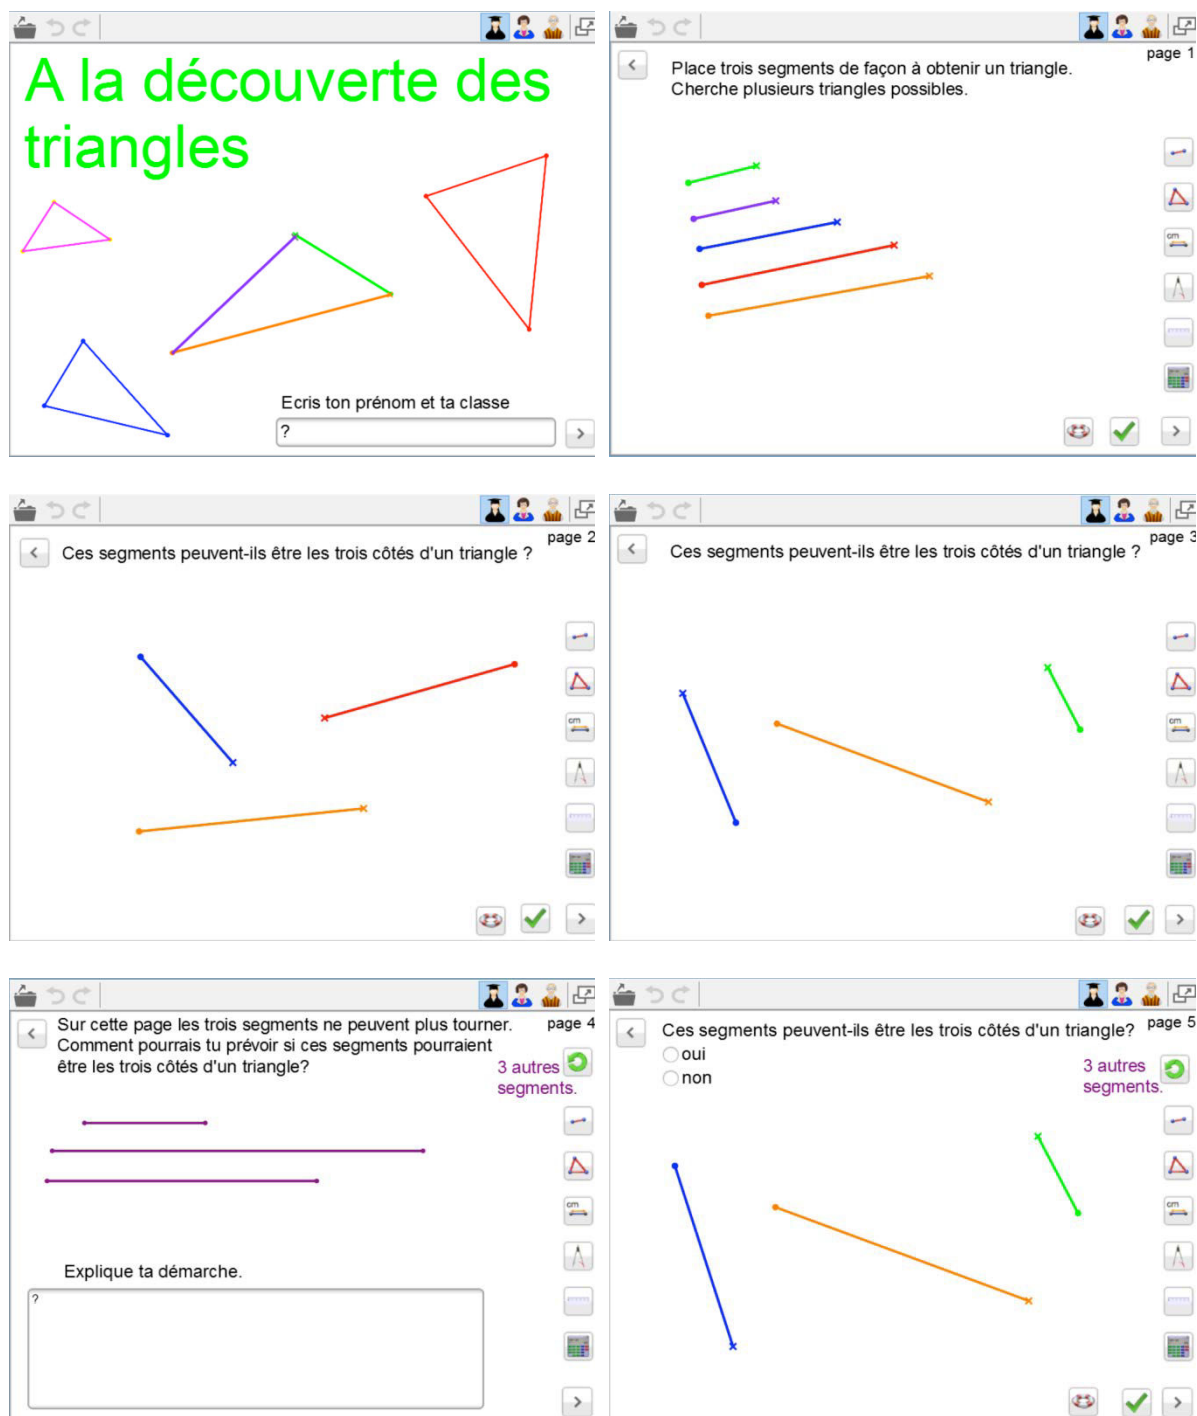 A la découverte des
triangles
Ecris ton prénom et ta classe
?
page 1
Place trois segments de façon à obtenir un triangle.
Cherche plusieurs triangles possibles.
cm
page 2
Ces segments peuvent-ils être les trois côtés d'un triangle ?
cm
page 3
Ces segments peuvent-ils être les trois côtés d'un triangle ?
cm
page 4
Sur cette page les trois segments ne peuvent plus tourner.
Comment pourrais tu prévoir si ces segments pourraient
être les trois côtés d'un triangle?
3 autres
segments.
cm
Explique ta démarche.
?
page 5
Ces segments peuvent-ils être les trois côtés d'un triangle?
oui
non
3 autres
segments.
cm